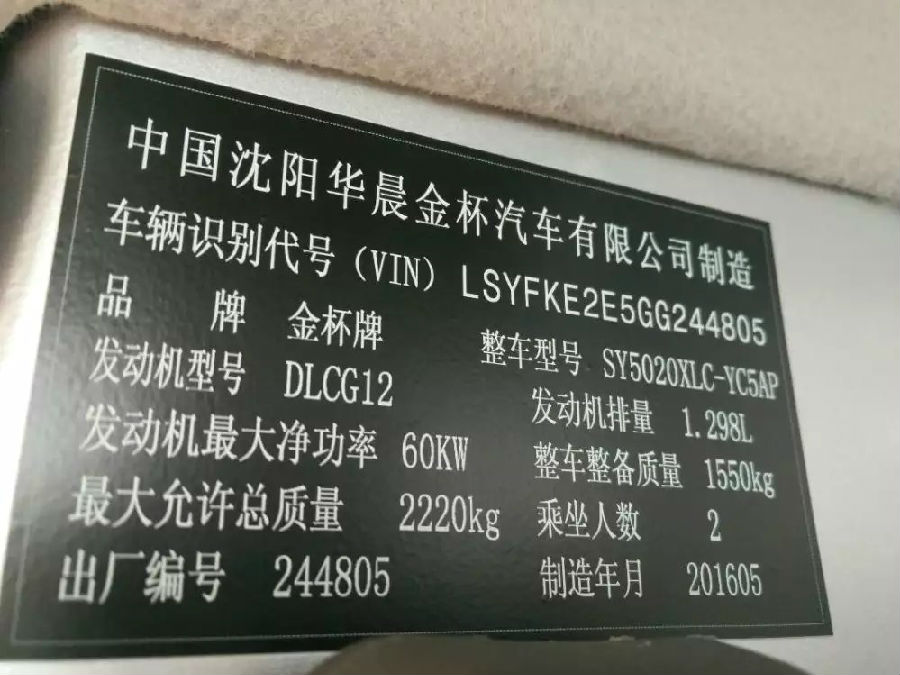 中国沈阳华晨金杯汽车有限公司制造
车辆识别代号（VIN）LSYFKE2E5GG244805
品 牌 金杯牌 整车型号 SY5020XLC-YC5AP
发动机型号 DLCG12 发动机排量 1.298L
发动机最大净功率 60KW 整车整备质量 1550kg
最大允许总质量 2220kg 乘坐人数 2
出厂编号 244805 制造年月 201605